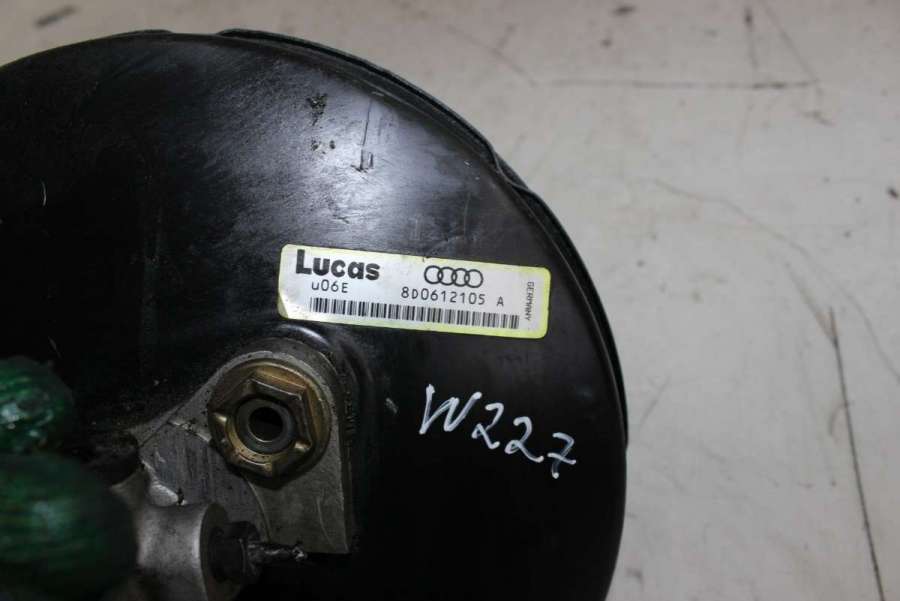 Lucas
u06E 8D0612105 A
GERMANY
W227